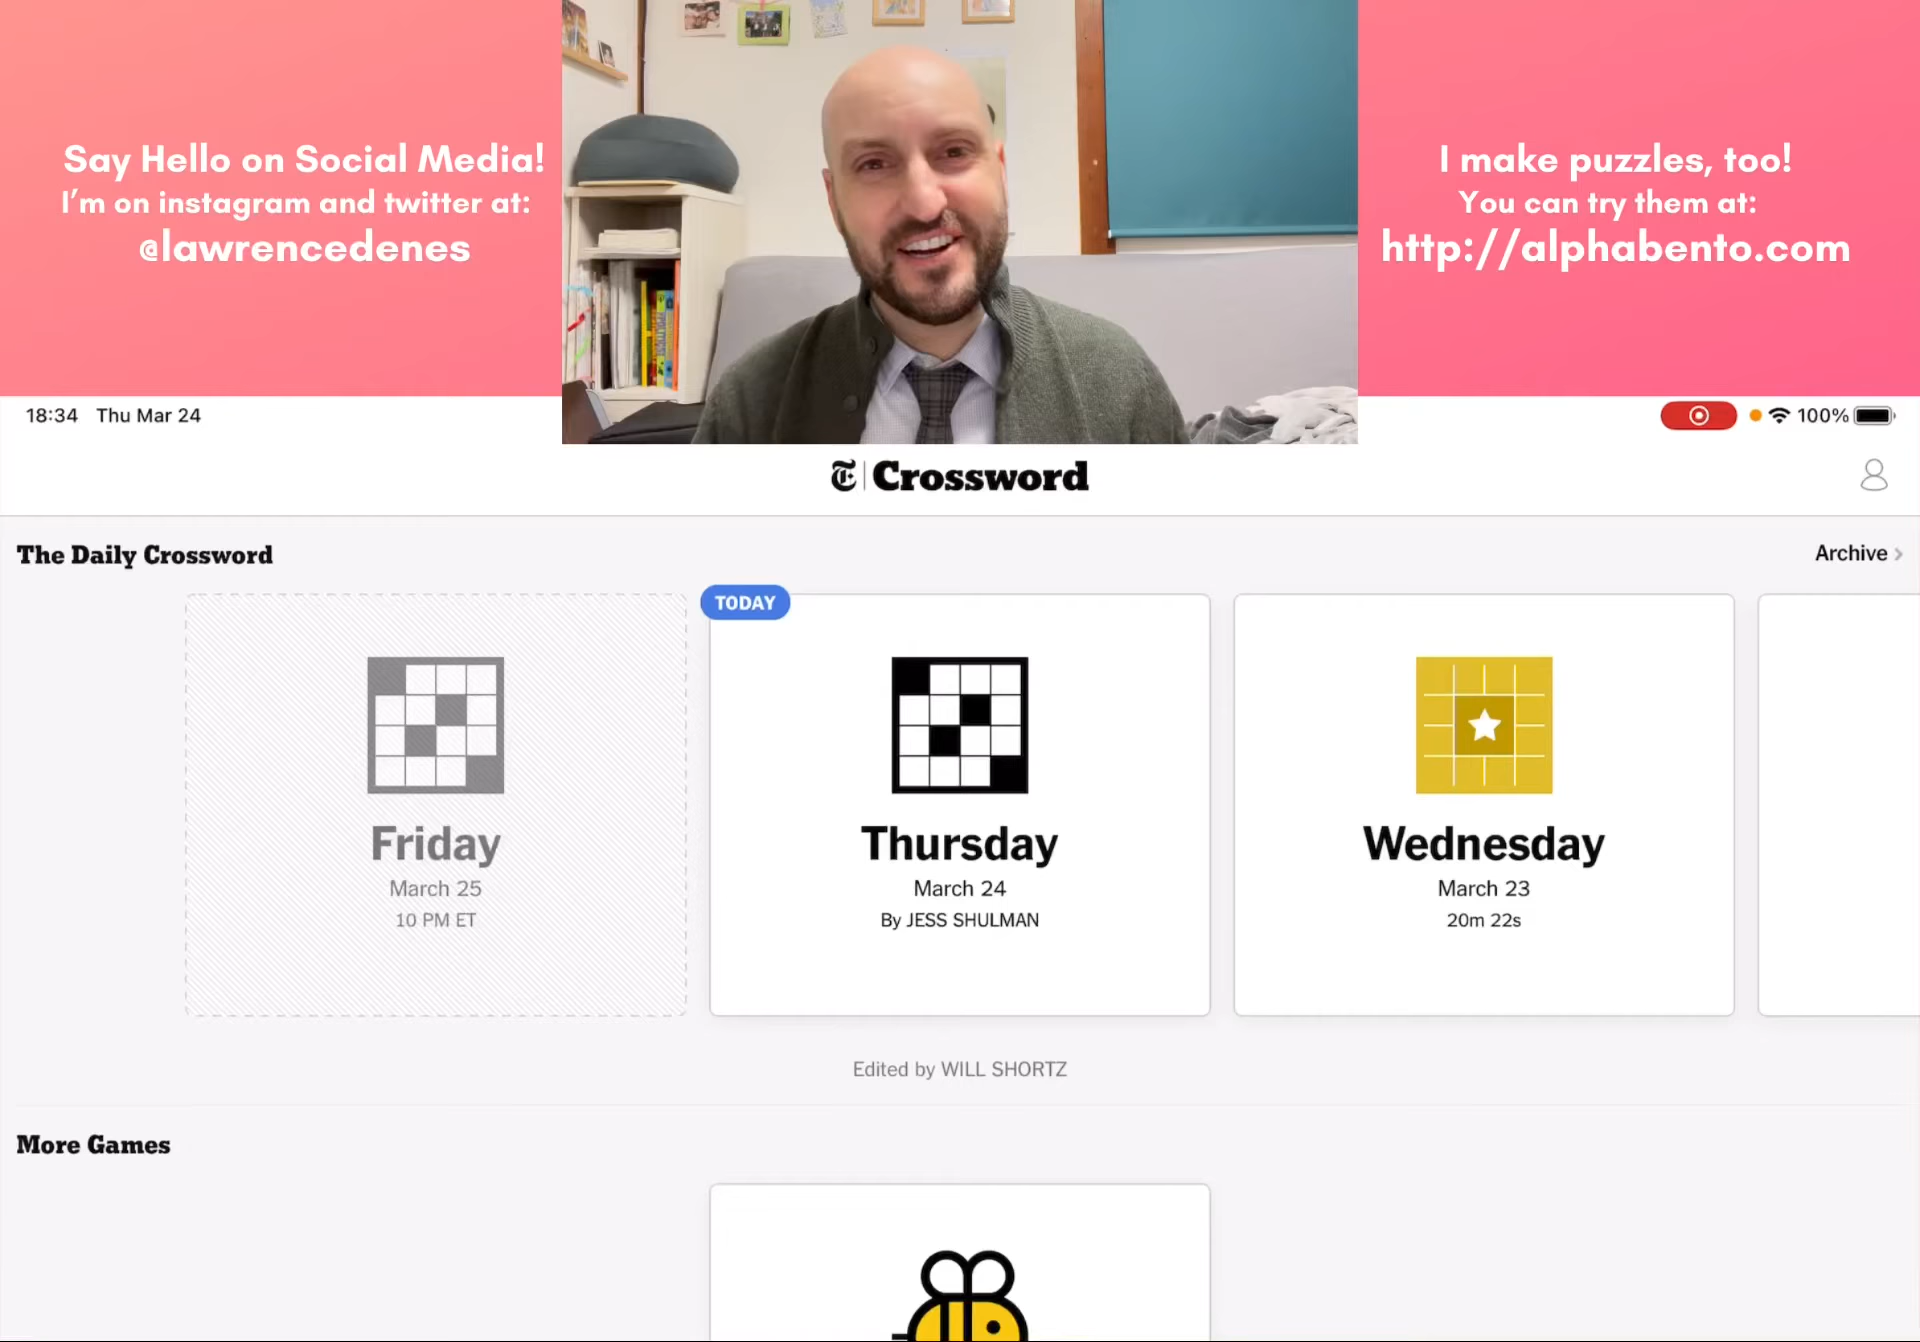 Say Hello on Social Media!
I'm on instagram and twitter at:
@lawrencedenes
I make puzzles, too!
You can try them at:
http://alphabento.com
18:34 Thu Mar 24
100%
T Crossword
The Daily Crossword
Archive >
TODAY
Friday
March 25
10 PM ET
Thursday
March 24
By JESS SHULMAN
Wednesday
March 23
20m 22s
Edited by WILL SHORTZ
More Games